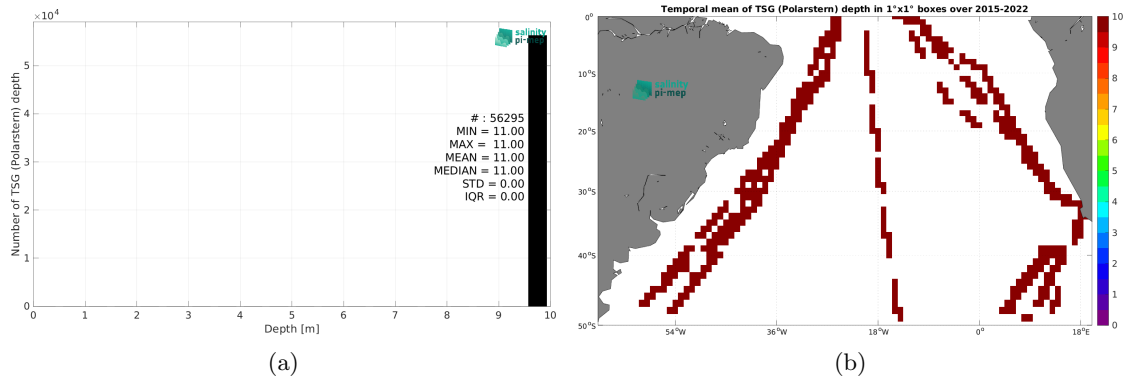 ×10⁴
salinity
pi-mep
5
4
3
2
1
0
Number of TSG (Polarstern) depth
# : 56295
MIN = 11.00
MAX = 11.00
MEAN = 11.00
MEDIAN = 11.00
STD = 0.00
IQR = 0.00
0 1 2 3 4 5 6 7 8 9 10
Depth [m]
(a)
Temporal mean of TSG (Polarstern) depth in 1°x1° boxes over 2015-2022
salinity
pi-mep
0°
10°S
20°S
30°S
40°S
50°S
54°W 36°W 18°W 0° 18°E
10
9
8
7
6
5
4
3
2
1
0
(b)